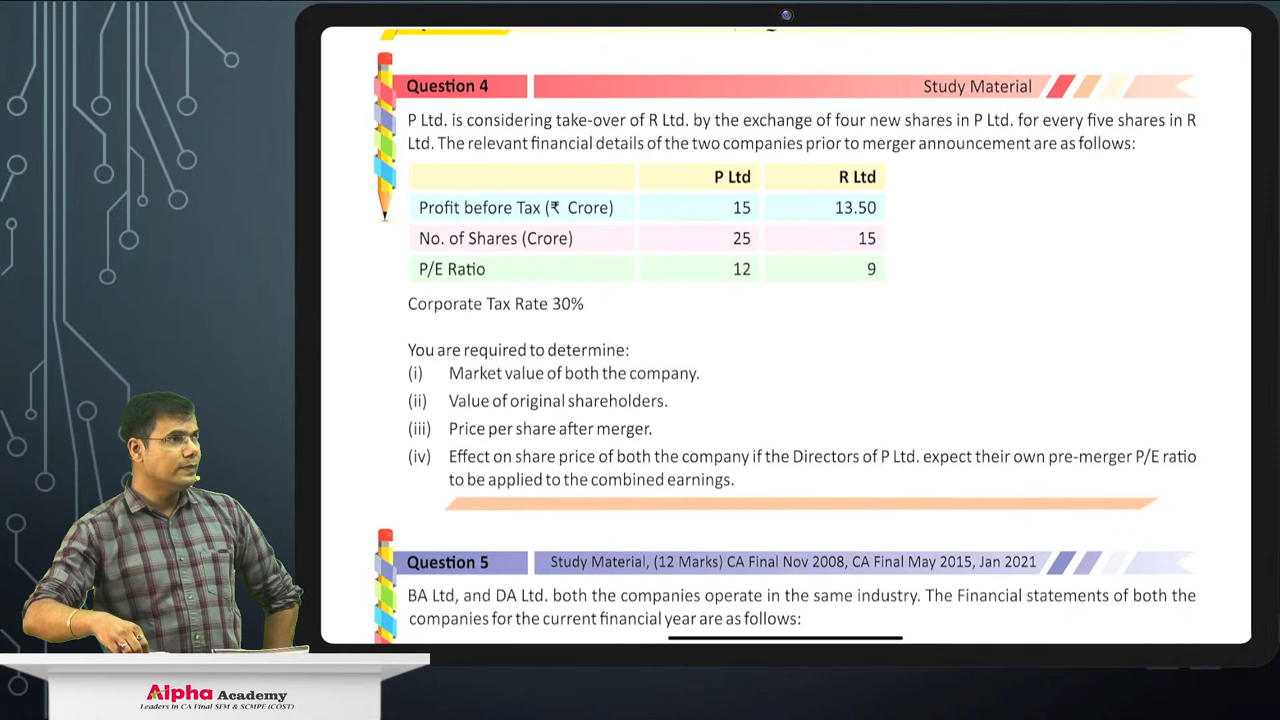 Question 4
Study Material
P Ltd. is considering take-over of R Ltd. by the exchange of four new shares in P Ltd. for every five shares in R
Ltd. The relevant financial details of the two companies prior to merger announcement are as follows:
P Ltd R Ltd
Profit before Tax (₹ Crore) 15 13.50
No. of Shares (Crore) 25 15
P/E Ratio 12 9
Corporate Tax Rate 30%
You are required to determine:
(i) Market value of both the company.
(ii) Value of original shareholders.
(iii) Price per share after merger.
(iv) Effect on share price of both the company if the Directors of P Ltd. expect their own pre-merger P/E ratio
to be applied to the combined earnings.
Question 5
Study Material, (12 Marks) CA Final Nov 2008, CA Final May 2015, Jan 2021
BA Ltd, and DA Ltd. both the companies operate in the same industry. The Financial statements of both the
companies for the current financial year are as follows:
Alpha Academy
Leaders in CA Final SFM & SCMPE (COST)